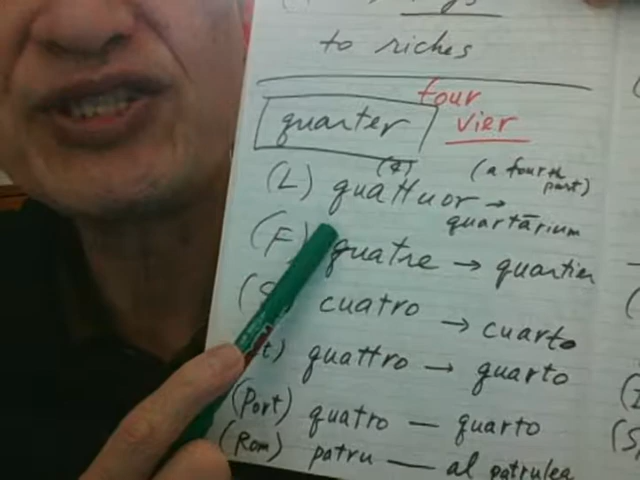 to riches
four
quarter vier
(4) (a fourth part)
(L) quattuor → quartārium
(F) quatre → quartier
cuatro → cuarto
quattro → quarto
(Port) quatro — quarto
(Rom) patru — al patrulea